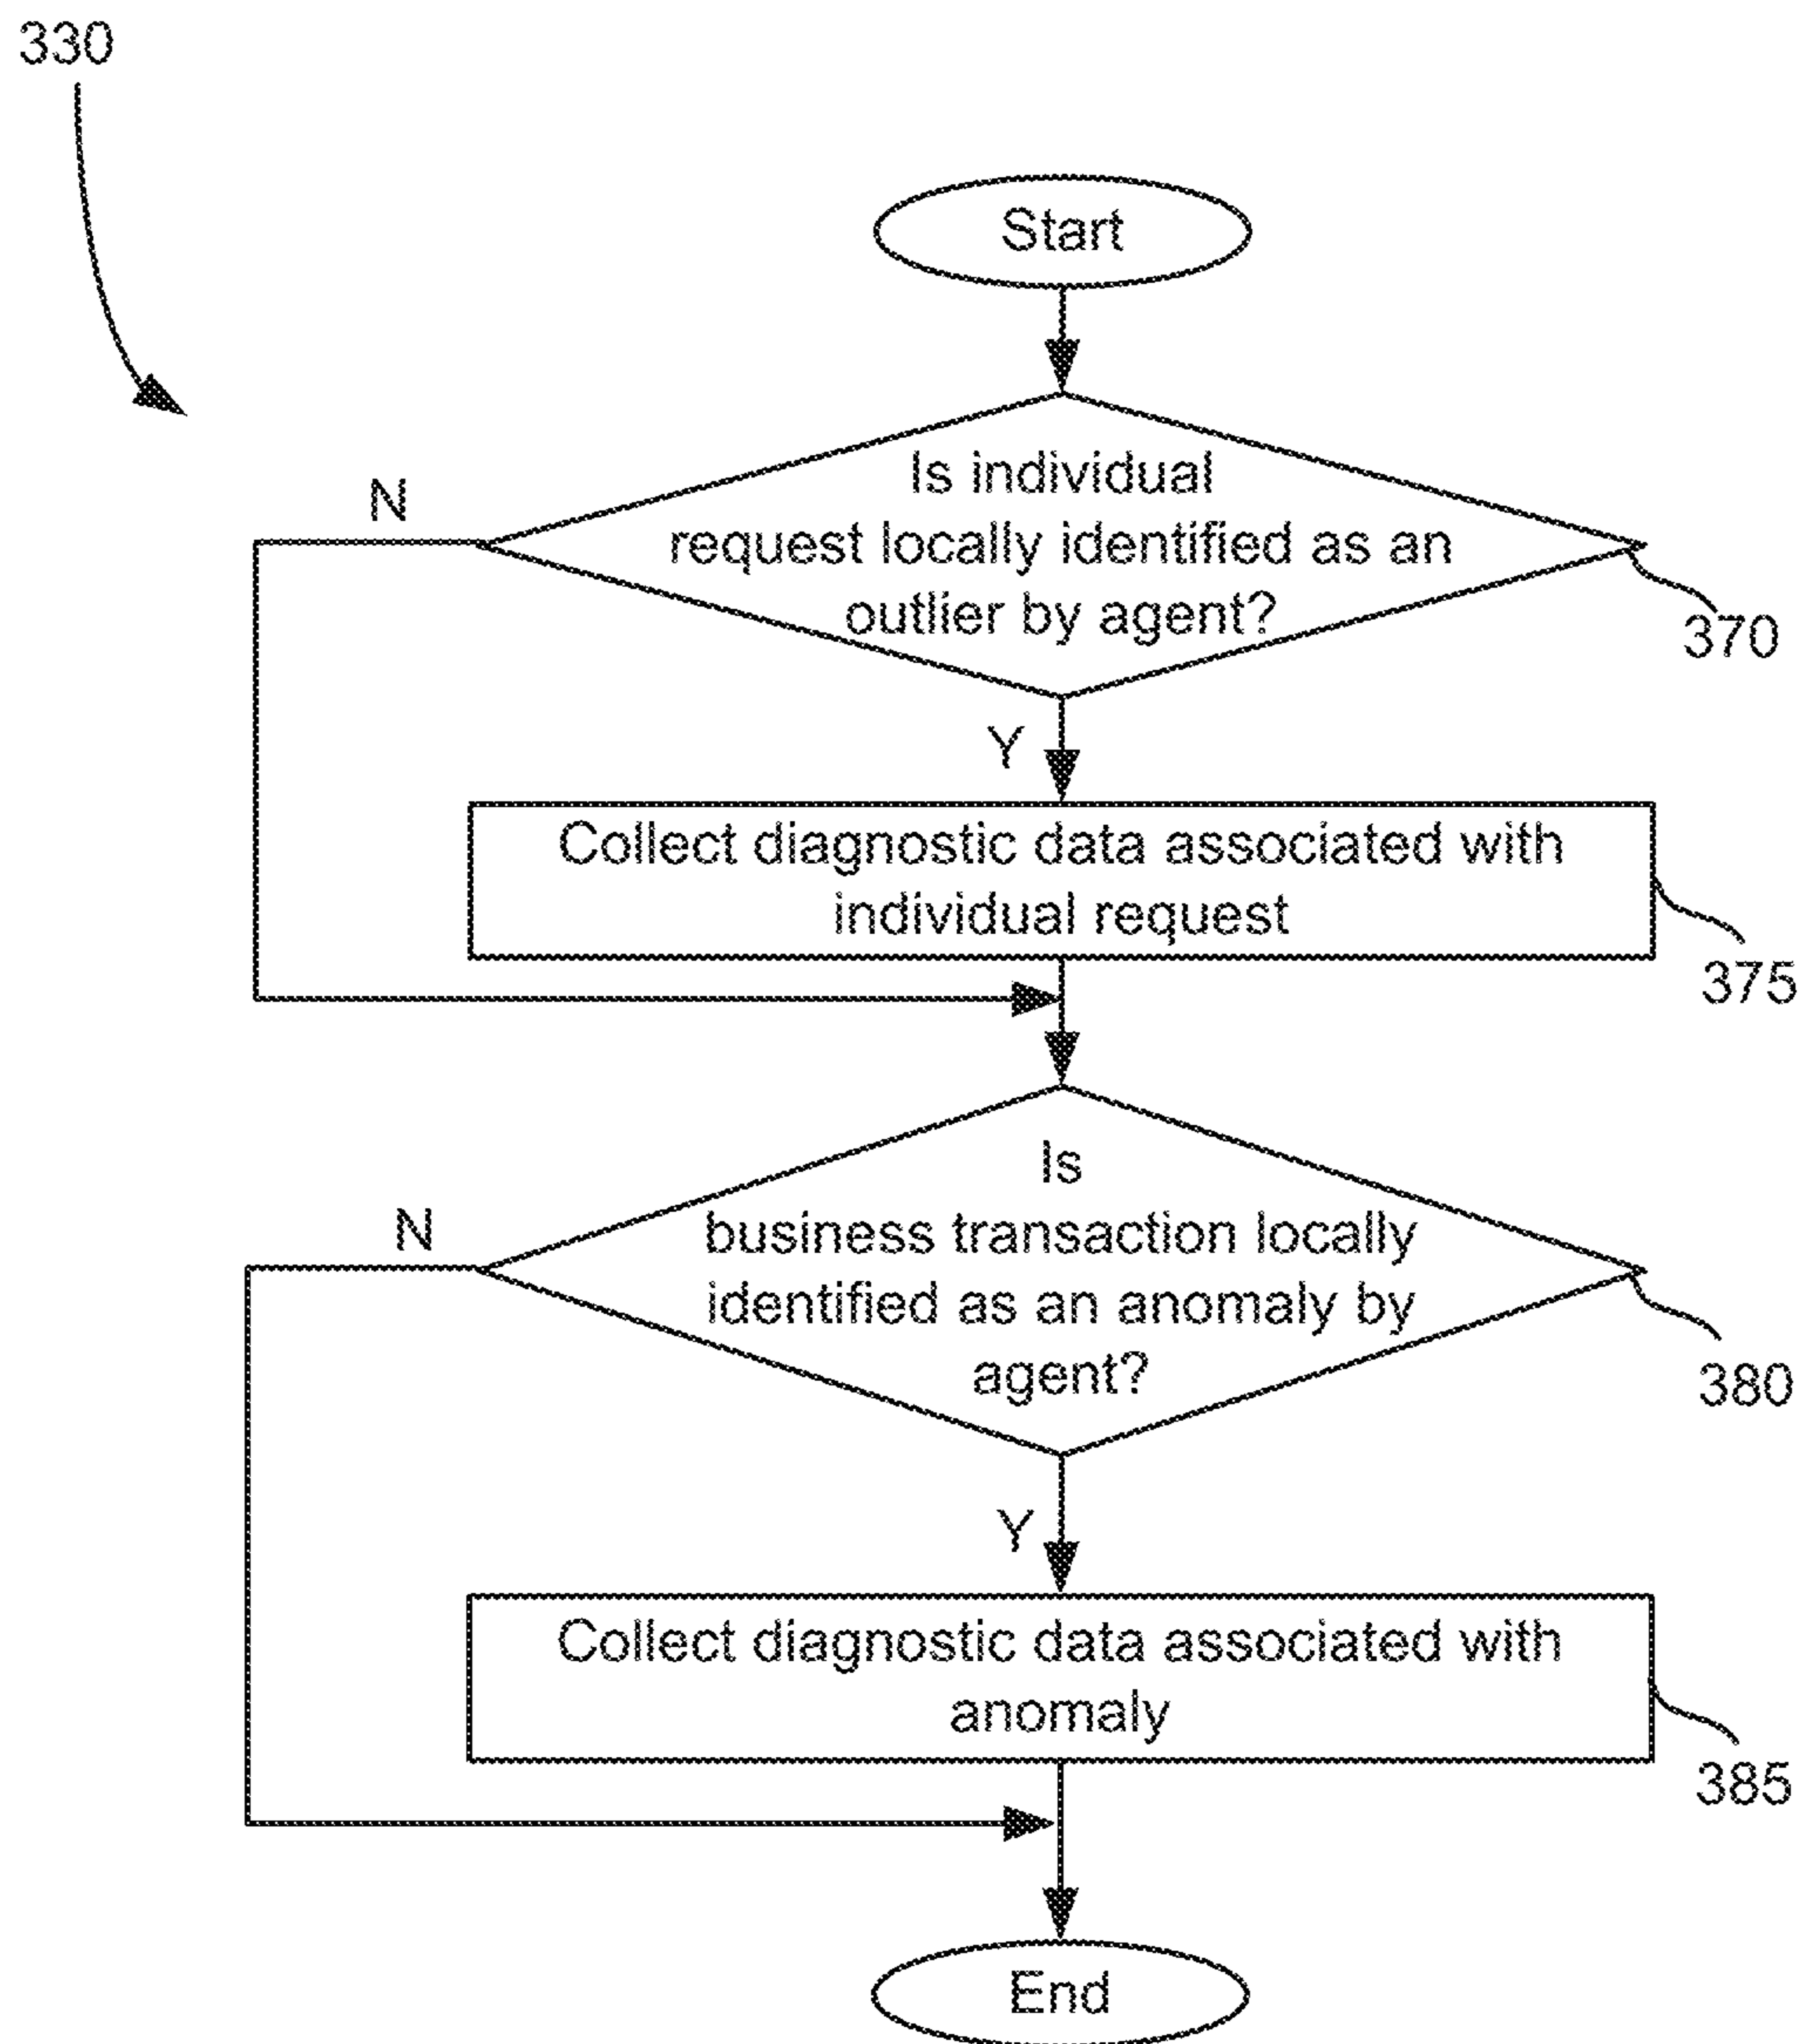 330
Start
Is individual
N
request locally identified as an
outlier by agent?
370
Y
Collect diagnostic data associated with
individual request
375
Is
N
business transaction locally
identified as an anomaly by
agent?
380
Y
Collect diagnostic data associated with
anomaly
385
End